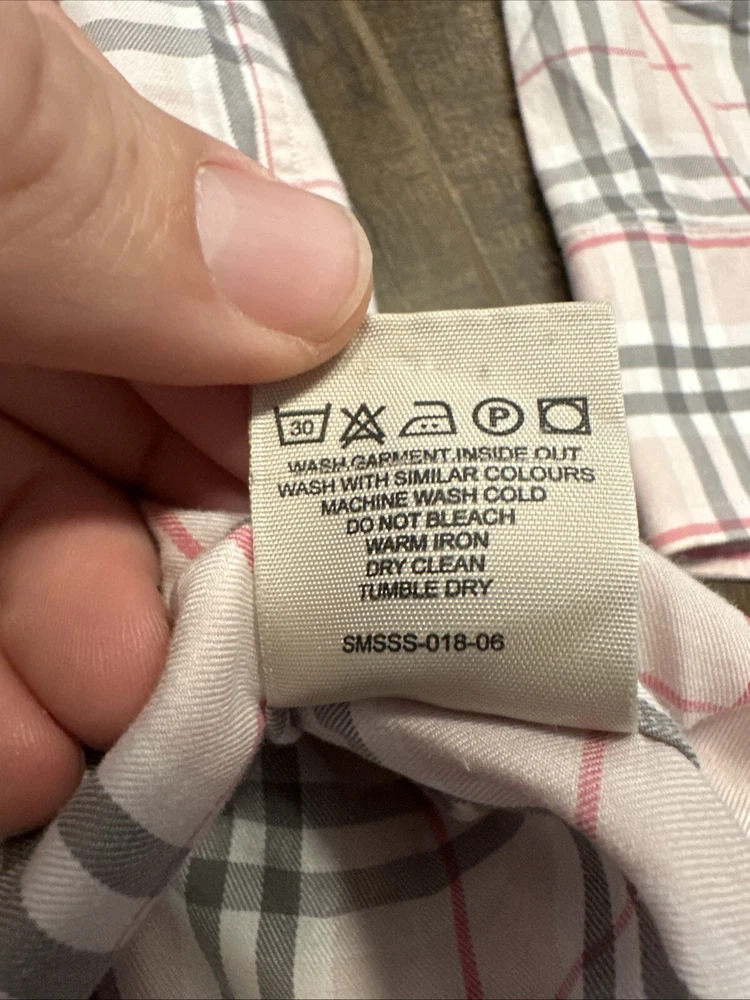 30 P
WASH GARMENT INSIDE OUT
WASH WITH SIMILAR COLOURS
MACHINE WASH COLD
DO NOT BLEACH
WARM IRON
DRY CLEAN
TUMBLE DRY
SMSSS-018-06